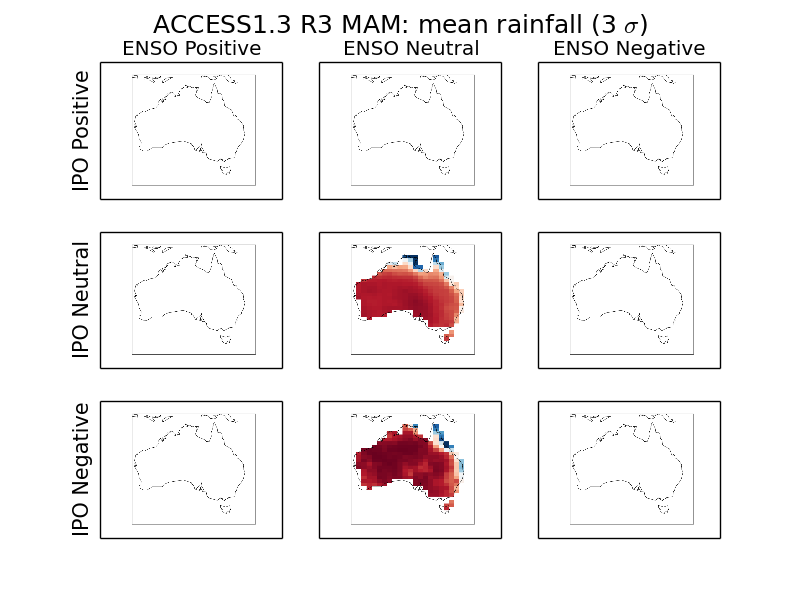 ACCESS1.3 R3 MAM: mean rainfall (3 σ)
ENSO Positive ENSO Neutral ENSO Negative
IPO Positive
IPO Neutral
IPO Negative